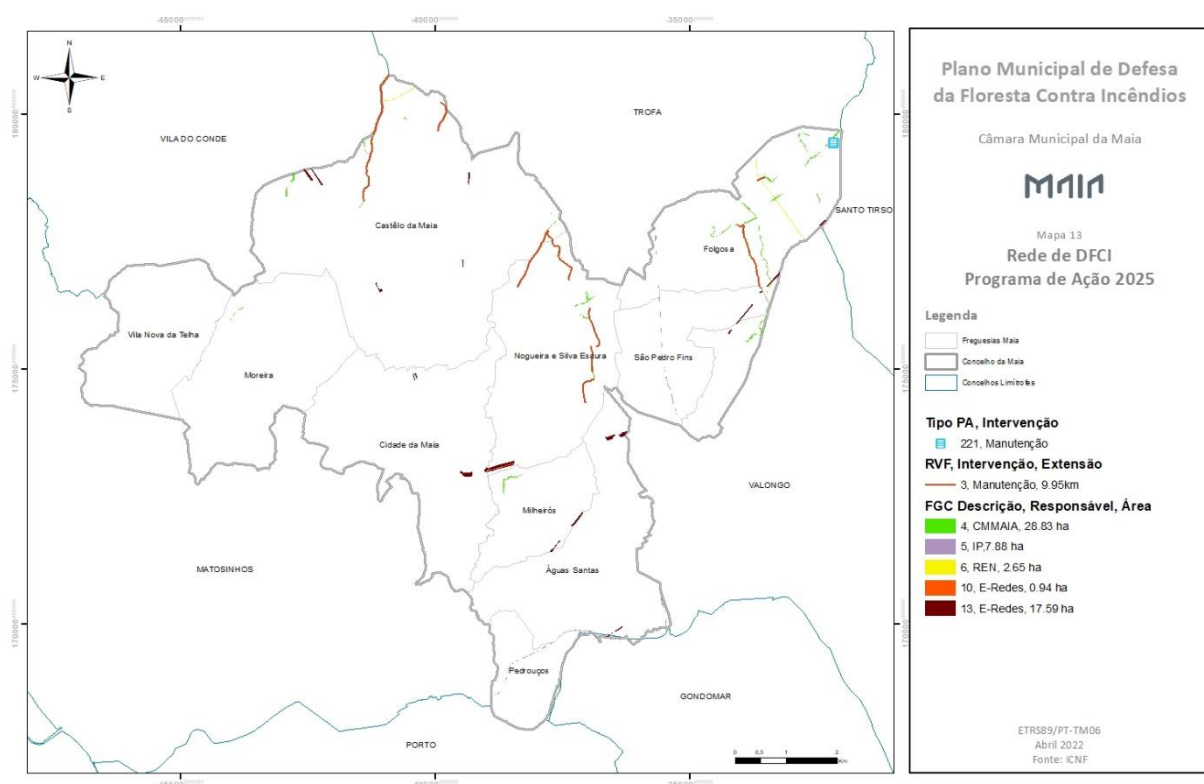 -45000
-40000
-35000
N
W
E
S
180000
180000
TROFA
VILA DO CONDE
SANTO TIRSO
Castêlo da Maia
Folgosa
Vila Nova da Telha
Nogueira e Silva Escura
São Pedro Fins
Moreira
175000
175000
Cidade da Maia
VALONGO
Milheirós
MATOSINHOS
Águas Santas
170000
170000
Pedrouços
GONDOMAR
PORTO
0 0,5 1 2
Km
-45000
-40000
-35000
Plano Municipal de Defesa
da Floresta Contra Incêndios
Câmara Municipal da Maia
MAIA
Mapa 13
Rede de DFCI
Programa de Ação 2025
Legenda
Freguesias Maia
Concelho da Maia
Concelhos Limítrofes
Tipo PA, Intervenção
221, Manutenção
RVF, Intervenção, Extensão
3, Manutenção, 9.95km
FGC Descrição, Responsável, Área
4, CMMAIA, 28.83 ha
5, IP,7.88 ha
6, REN, 2.65 ha
10, E-Redes, 0.94 ha
13, E-Redes, 17.59 ha
ETRS89/PT-TM06
Abril 2022
Fonte: ICNF